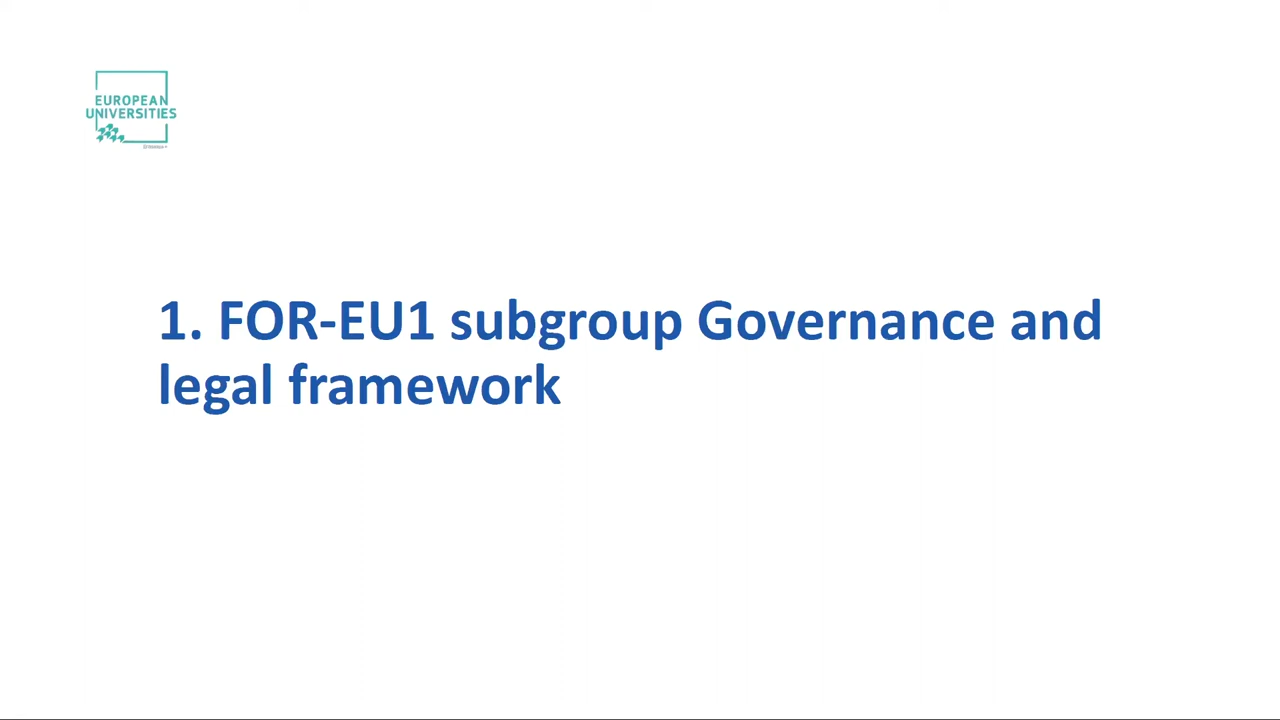 EUROPEAN
UNIVERSITIES
1. FOR-EU1 subgroup Governance and
legal framework